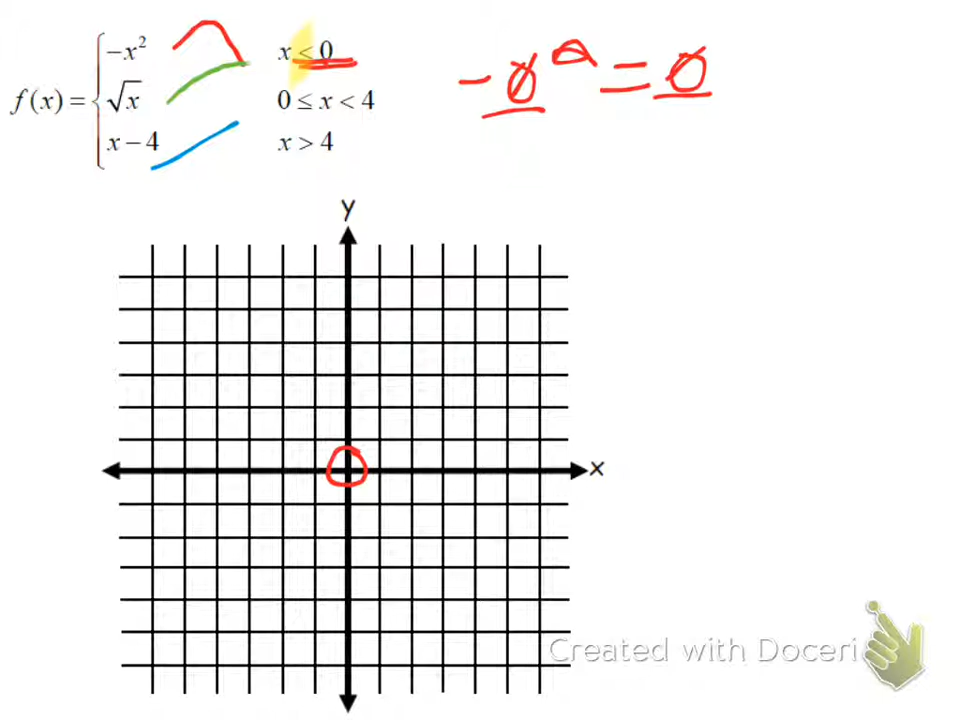 f(x) = { -x² x < 0
√x 0 ≤ x < 4
x - 4 x > 4
-0² = 0
y
x
Created with Doceri